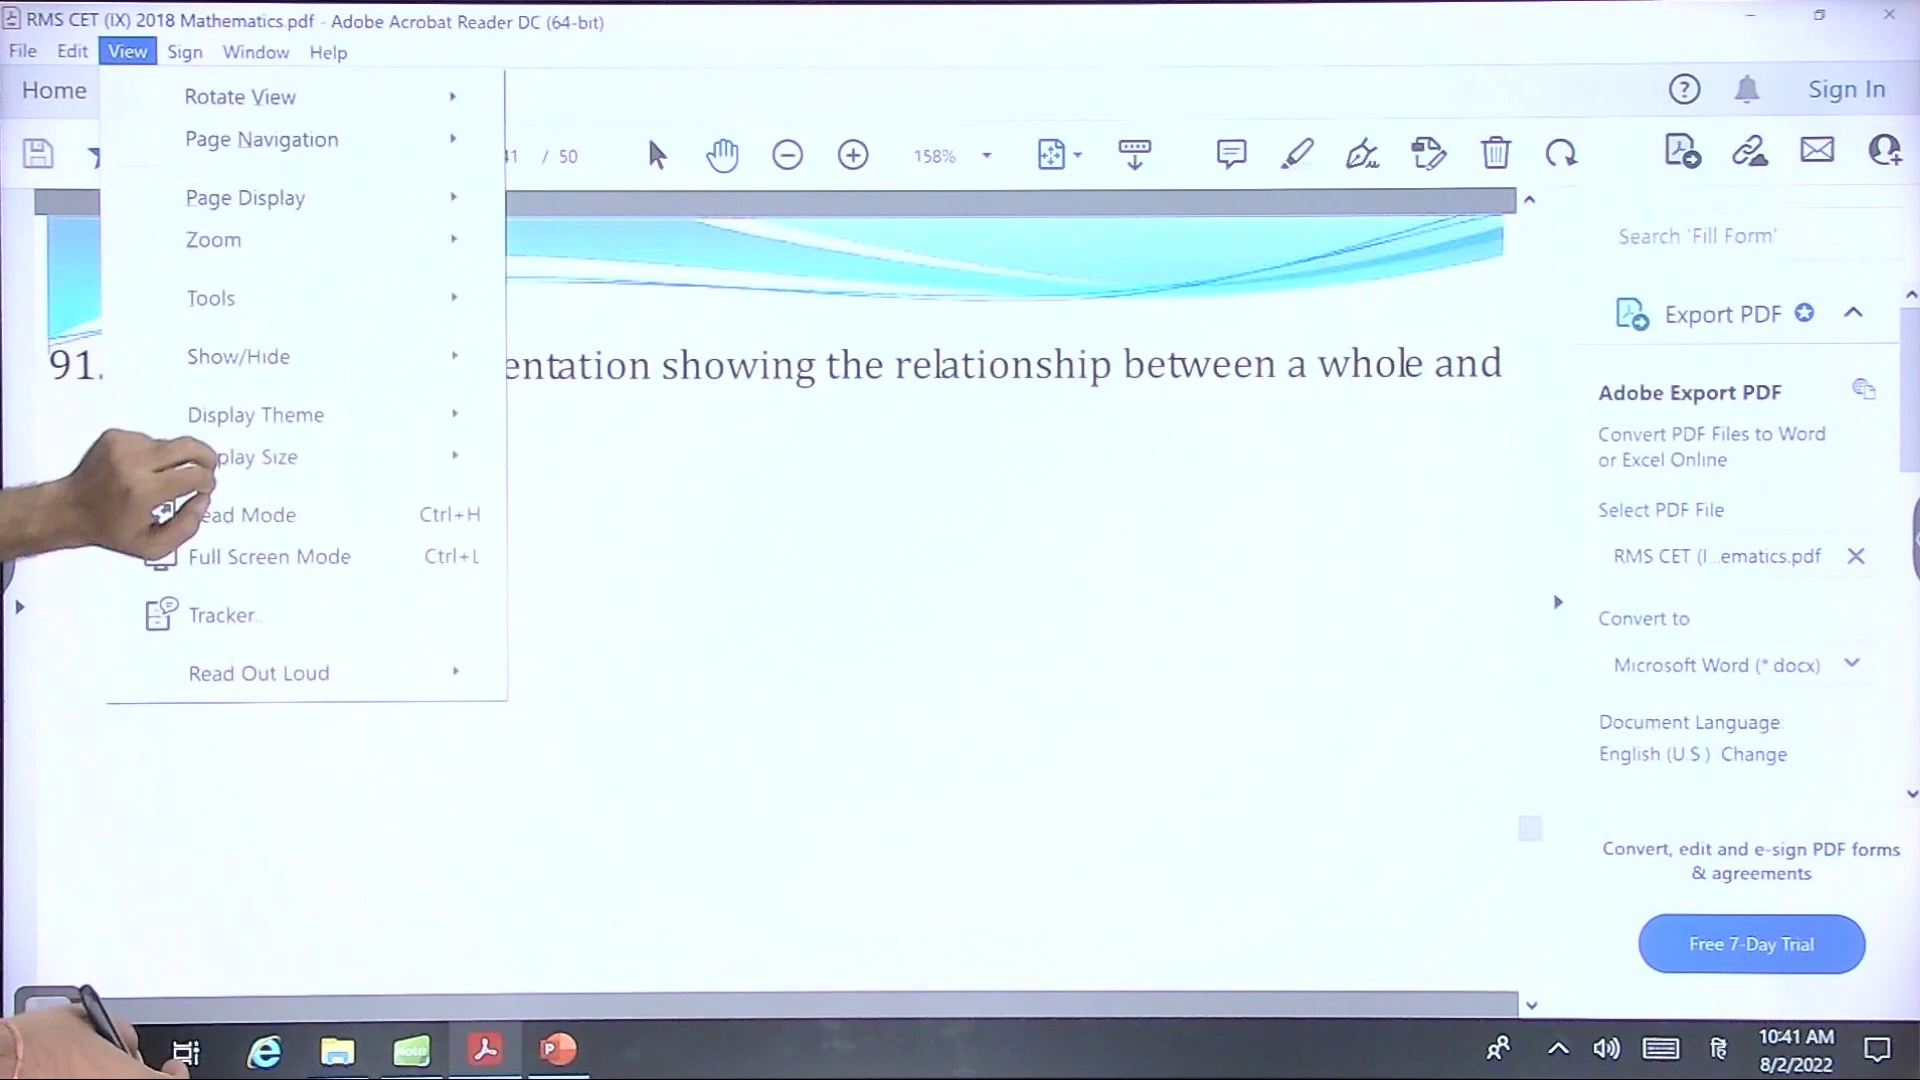 RMS CET (IX) 2018 Mathematics.pdf - Adobe Acrobat Reader DC (64-bit)
File Edit View Sign Window Help
Home
Sign In
Rotate View
Page Navigation
/ 50
158%
Page Display
Zoom
Search 'Fill Form'
Tools
Export PDF
Show/Hide
91. entation showing the relationship between a whole and
Adobe Export PDF
Display Theme
Convert PDF Files to Word
or Excel Online
play Size
Select PDF File
ead Mode Ctrl+H
Full Screen Mode Ctrl+L
RMS CET (I...ematics.pdf
Tracker...
Convert to
Microsoft Word (*.docx)
Read Out Loud
Document Language:
English (U.S.) Change
Convert, edit and e-sign PDF forms
& agreements
Free 7-Day Trial
Note
हि
10:41 AM
8/2/2022